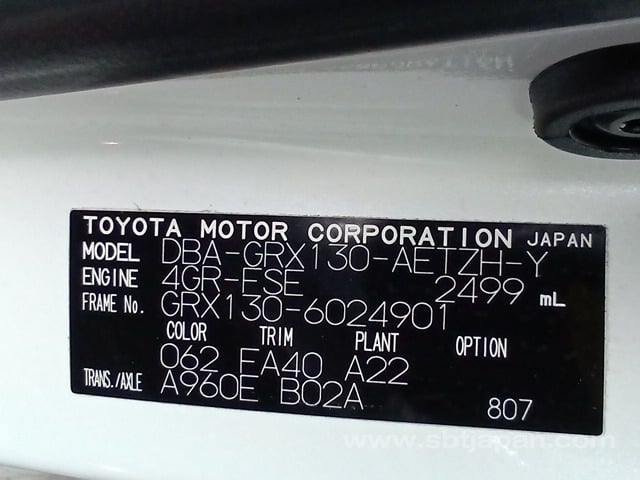 TOYOTA MOTOR CORPORATION JAPAN
MODEL DBA-GRX130-AETZH-Y
ENGINE 4GR-FSE 2499 mL
FRAME No. GRX130-6024901
COLOR TRIM PLANT OPTION
062 FA40 A22
TRANS./AXLE A960E B02A
807
www.sbtjapan.com